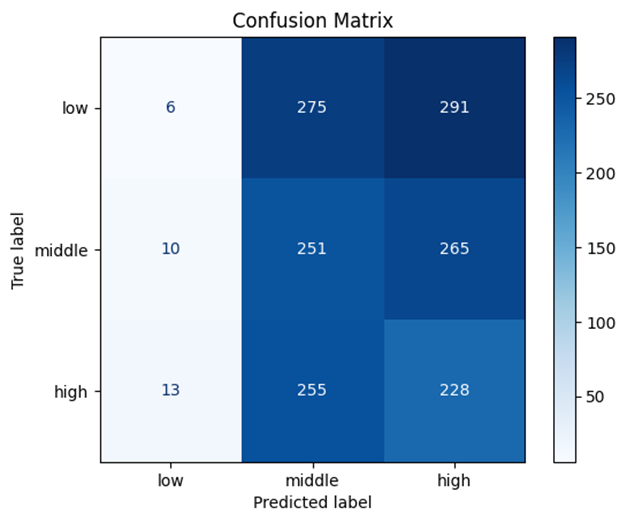 Confusion Matrix
low 6 275 291
middle 10 251 265
high 13 255 228
low middle high
Predicted label
True label
250
200
150
100
50